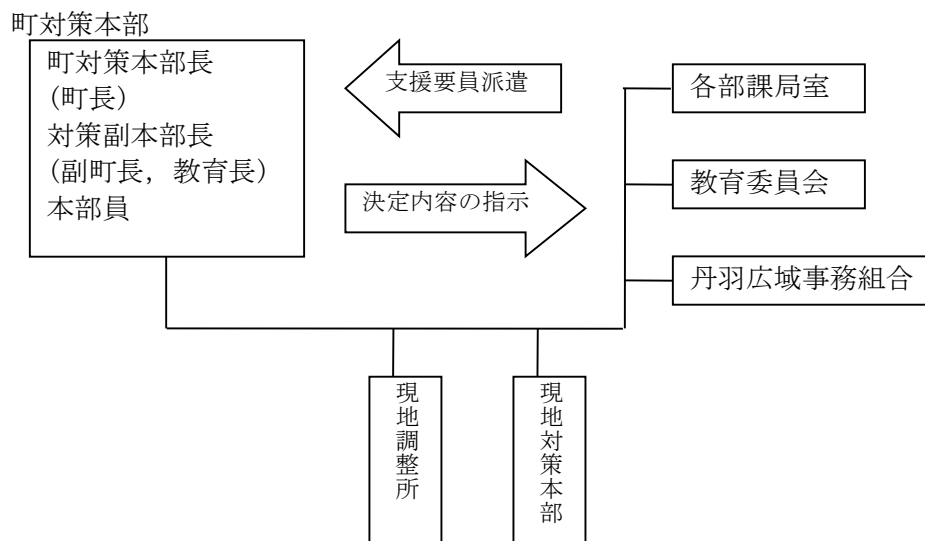 町対策本部
町対策本部長
(町長)
対策副本部長
(副町長，教育長)
本部員
支援要員派遣
決定内容の指示
各部課局室
教育委員会
丹羽広域事務組合
現地調整所
現地対策本部